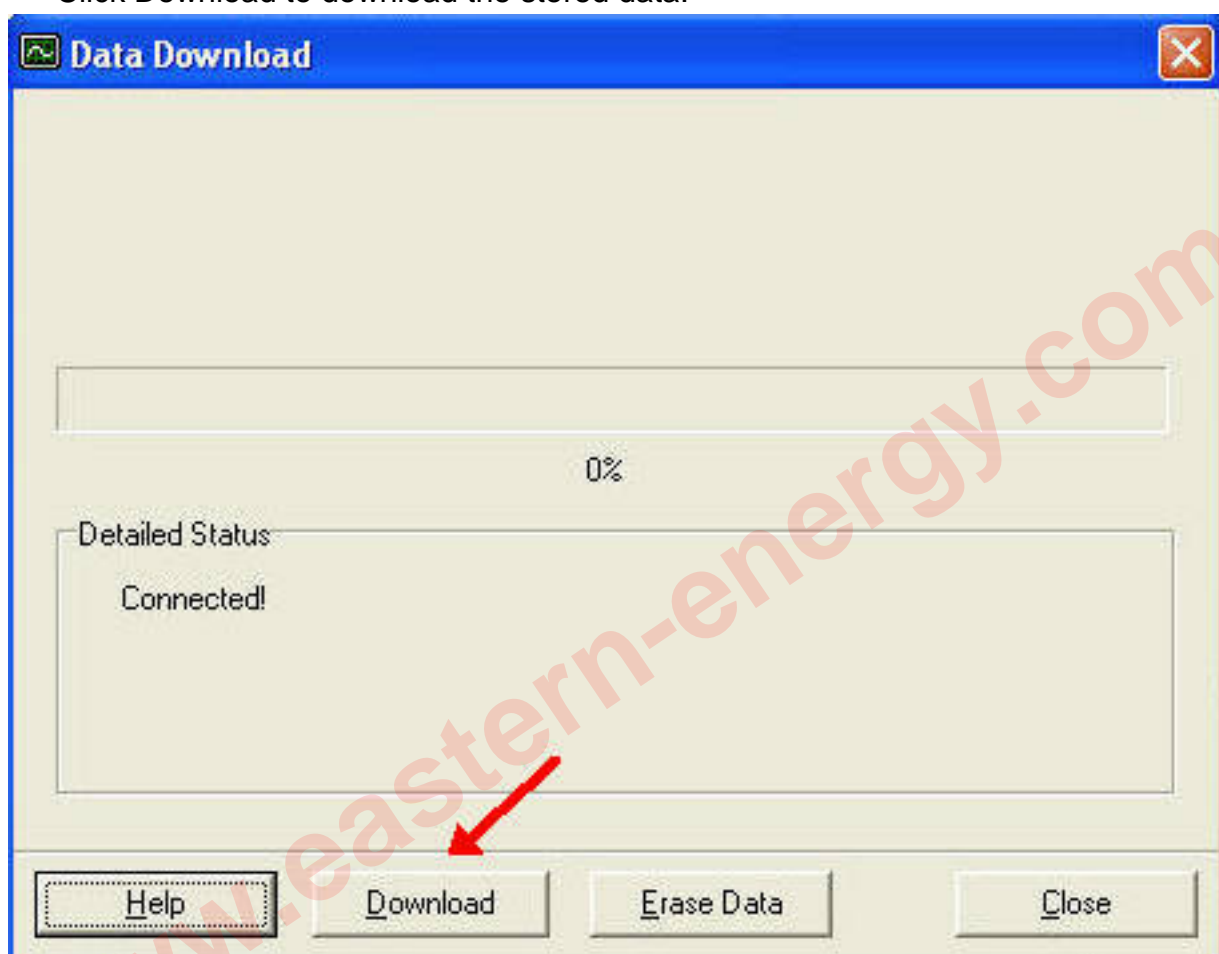 Click Download to download the stored data.
Data Download
0%
Detailed Status
Connected!
Help
Download
Erase Data
Close
w.eastern-energy.com